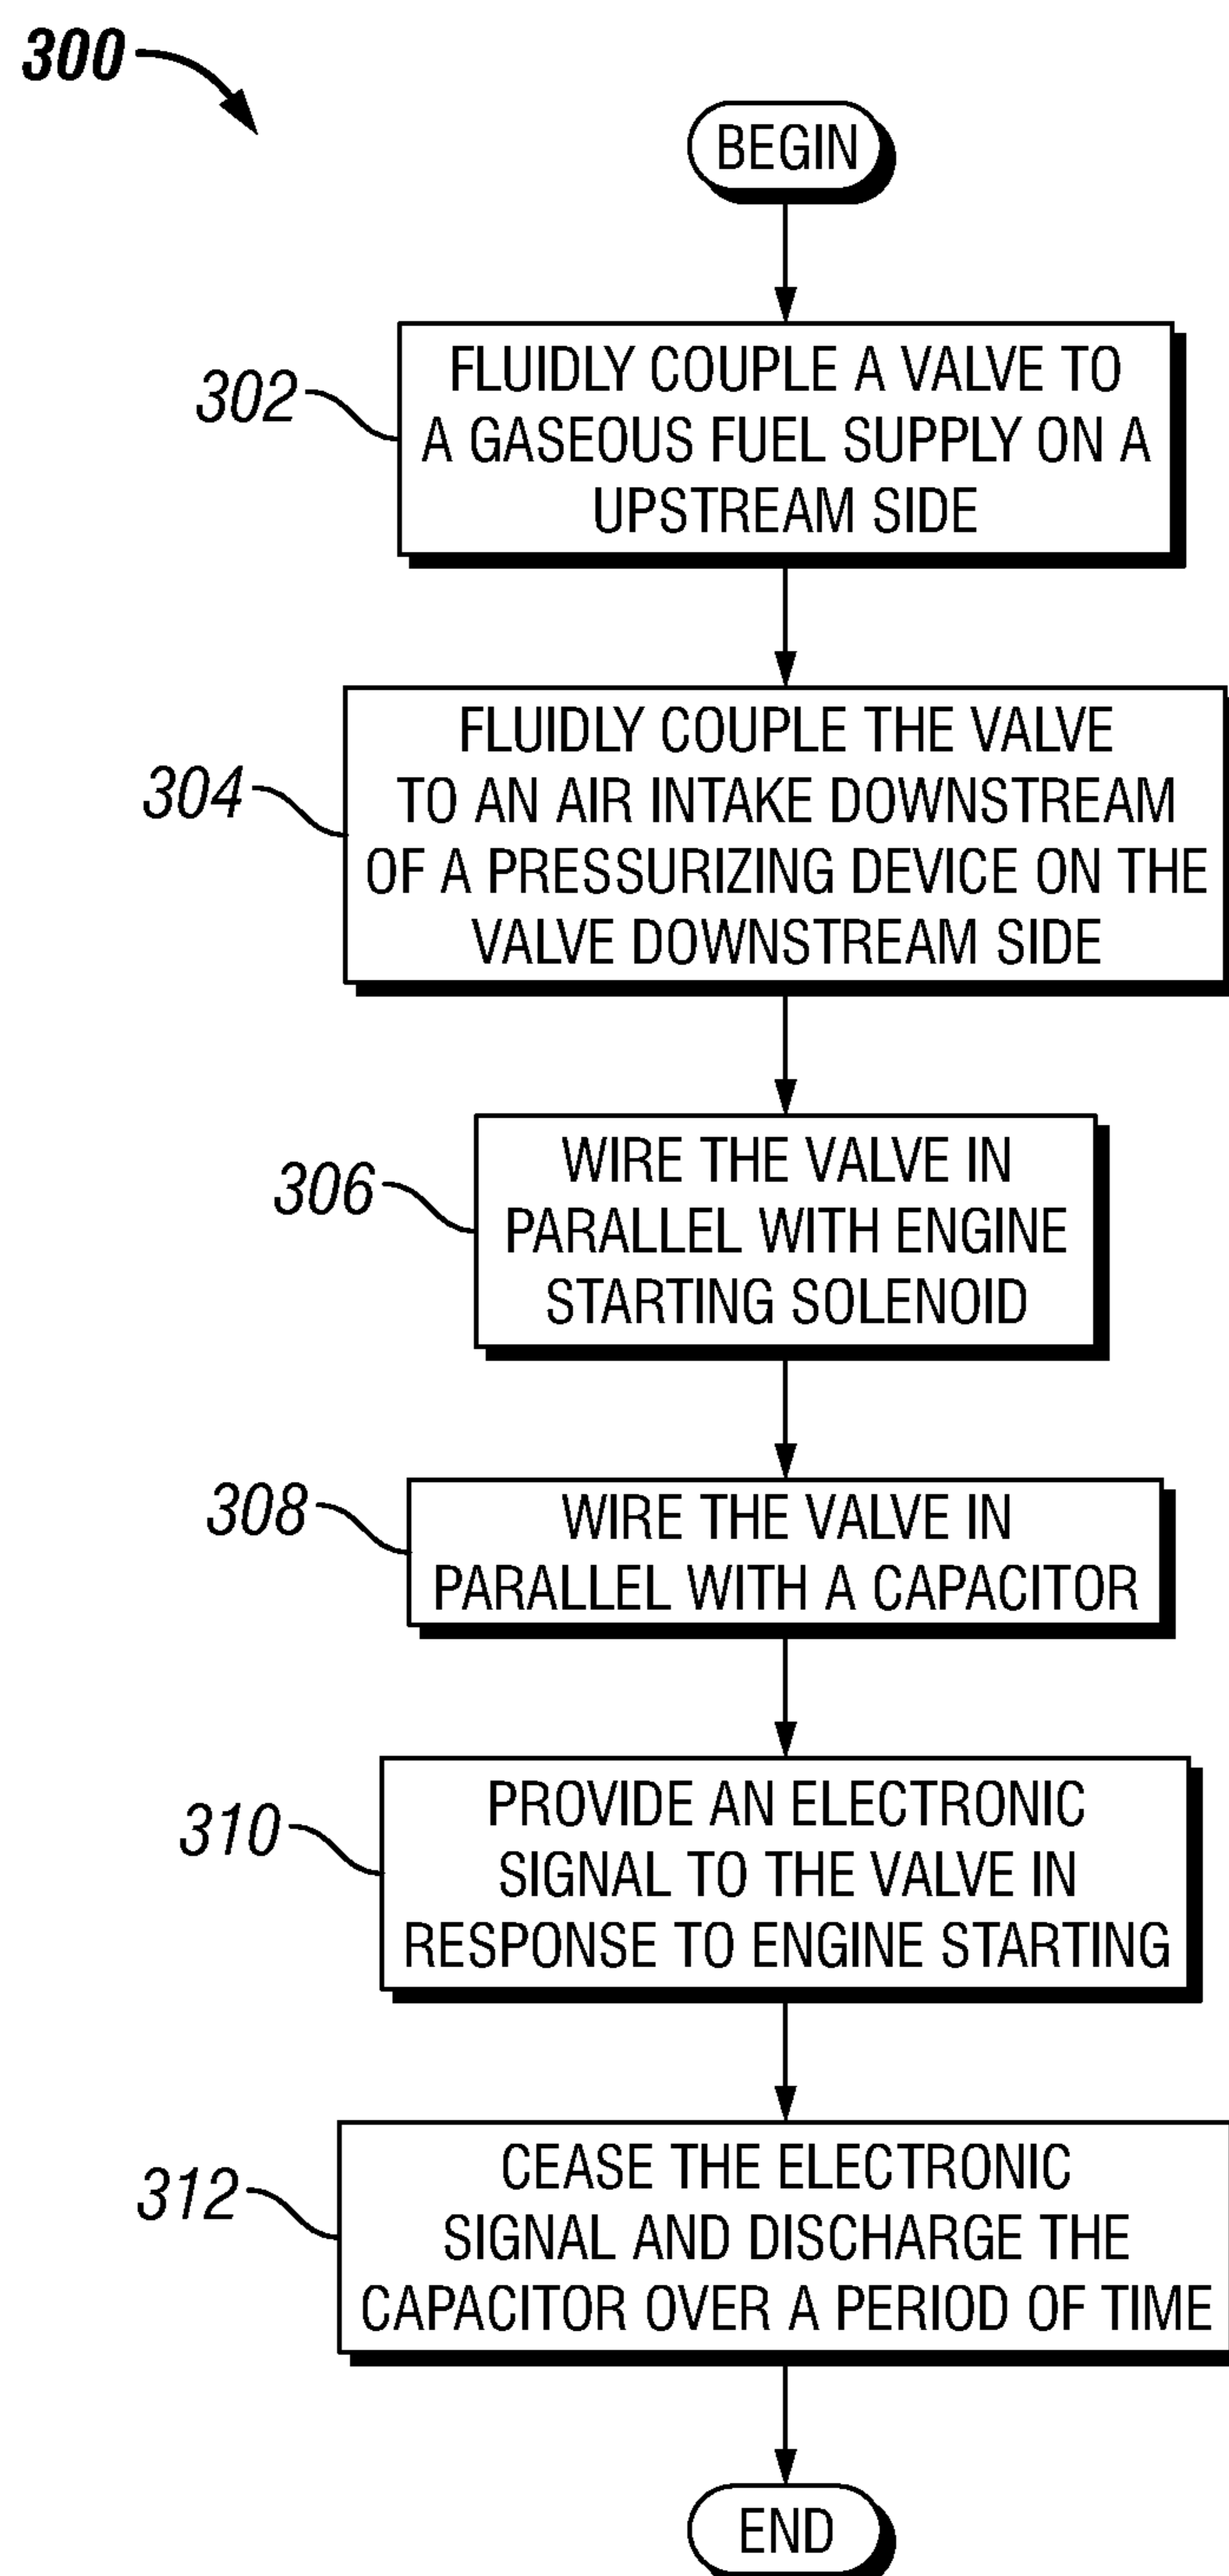 300
BEGIN
302
FLUIDLY COUPLE A VALVE TO
A GASEOUS FUEL SUPPLY ON A
UPSTREAM SIDE
304
FLUIDLY COUPLE THE VALVE
TO AN AIR INTAKE DOWNSTREAM
OF A PRESSURIZING DEVICE ON THE
VALVE DOWNSTREAM SIDE
306
WIRE THE VALVE IN
PARALLEL WITH ENGINE
STARTING SOLENOID
308
WIRE THE VALVE IN
PARALLEL WITH A CAPACITOR
310
PROVIDE AN ELECTRONIC
SIGNAL TO THE VALVE IN
RESPONSE TO ENGINE STARTING
312
CEASE THE ELECTRONIC
SIGNAL AND DISCHARGE THE
CAPACITOR OVER A PERIOD OF TIME
END